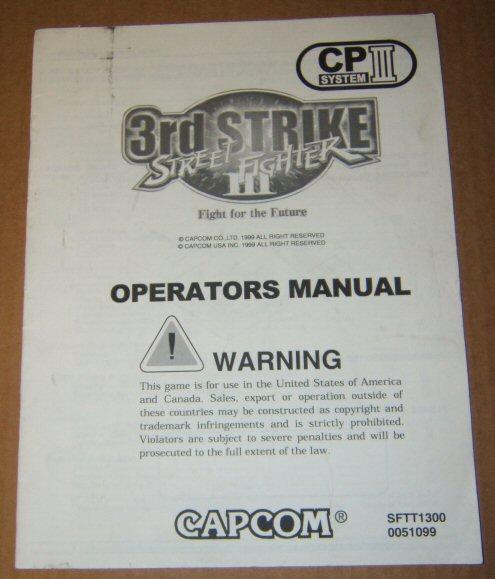 CP
SYSTEM III
3rd STRIKE
STREET FIGHTER
III
Fight for the Future
© CAPCOM CO.,LTD. 1999 ALL RIGHT RESERVED
© CAPCOM USA INC. 1999 ALL RIGHT RESERVED
OPERATORS MANUAL
! WARNING
This game is for use in the United States of America
and Canada. Sales, export or operation outside of
these countries may be constructed as copyright and
trademark infringements and is strictly prohibited.
Violators are subject to severe penalties and will be
prosecuted to the full extent of the law.
CAPCOM®
SFTT1300
0051099